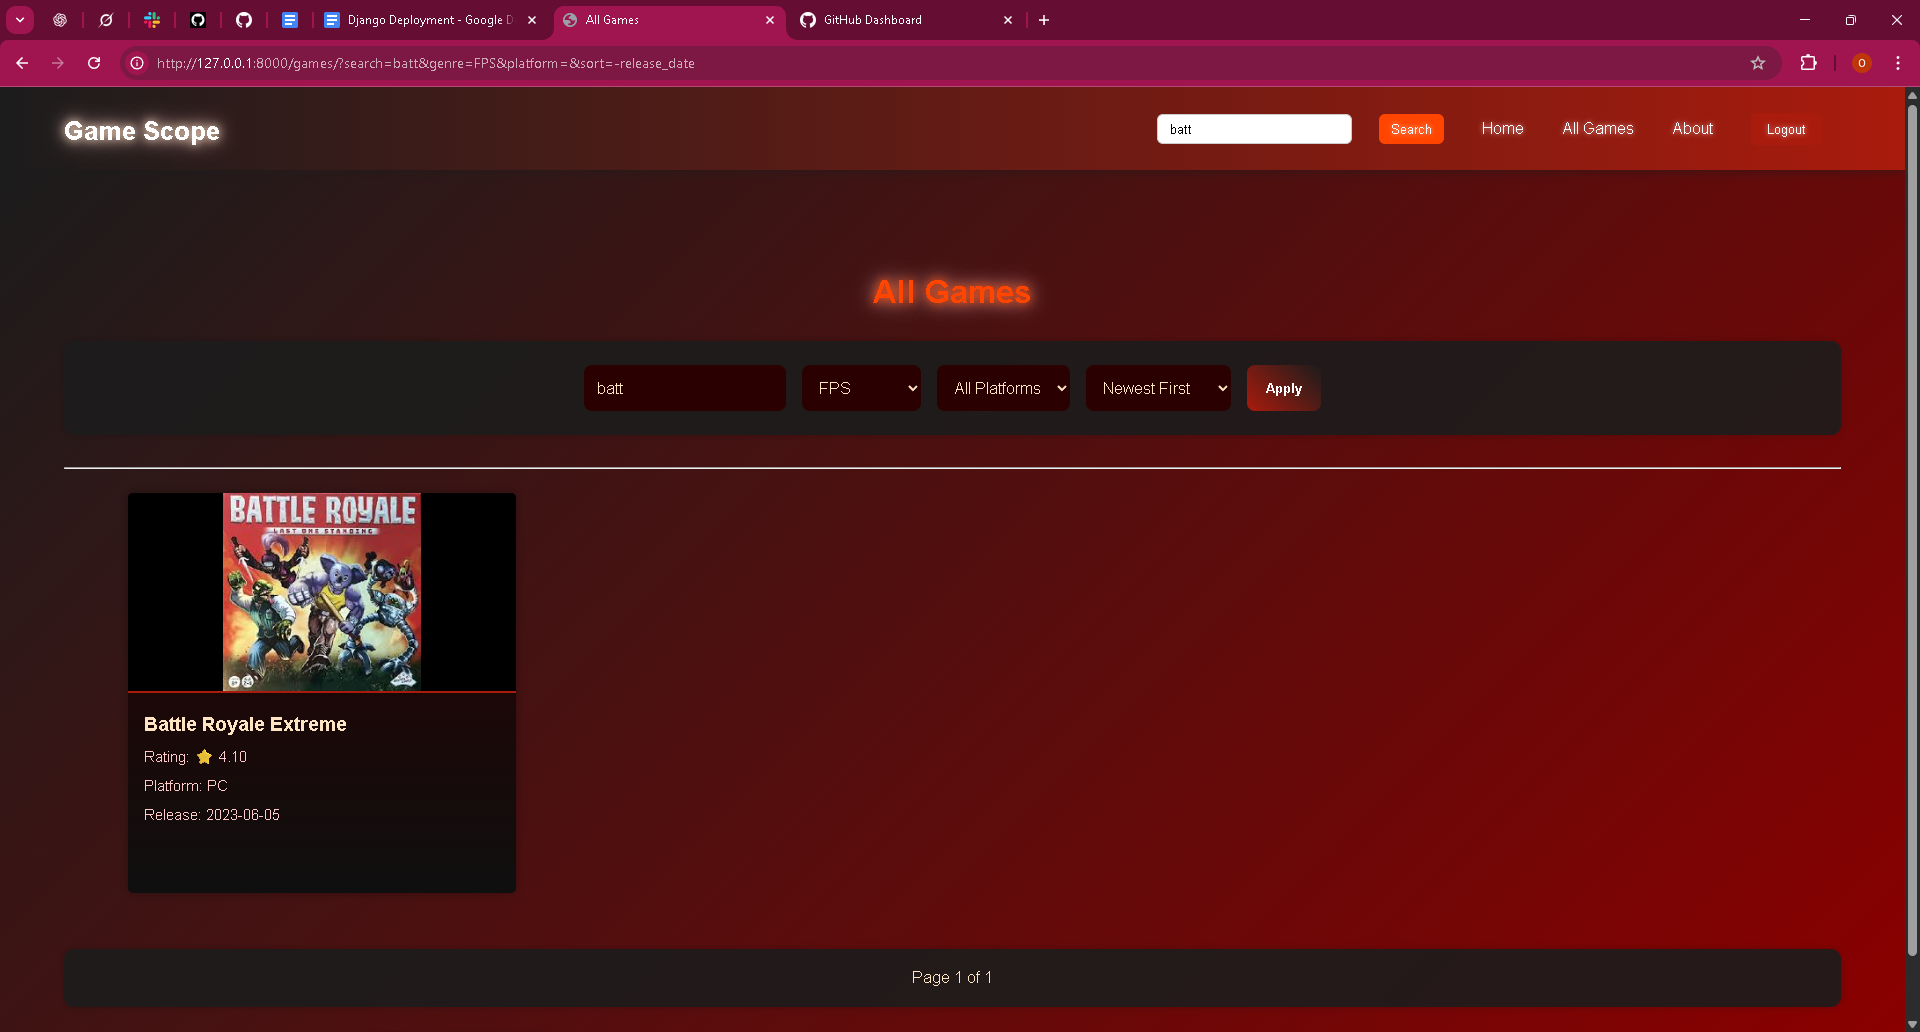 Django Deployment - Google D
All Games
GitHub Dashboard
http://127.0.0.1:8000/games/?search=batt&genre=FPS&platform=&sort=-release_date
O
Game Scope
batt
Search
Home
All Games
About
Logout
All Games
batt
FPS
All Platforms
Newest First
Apply
BATTLE ROYALE
LAST ONE STANDING
Battle Royale Extreme
Rating: ⭐ 4.10
Platform: PC
Release: 2023-06-05
Page 1 of 1